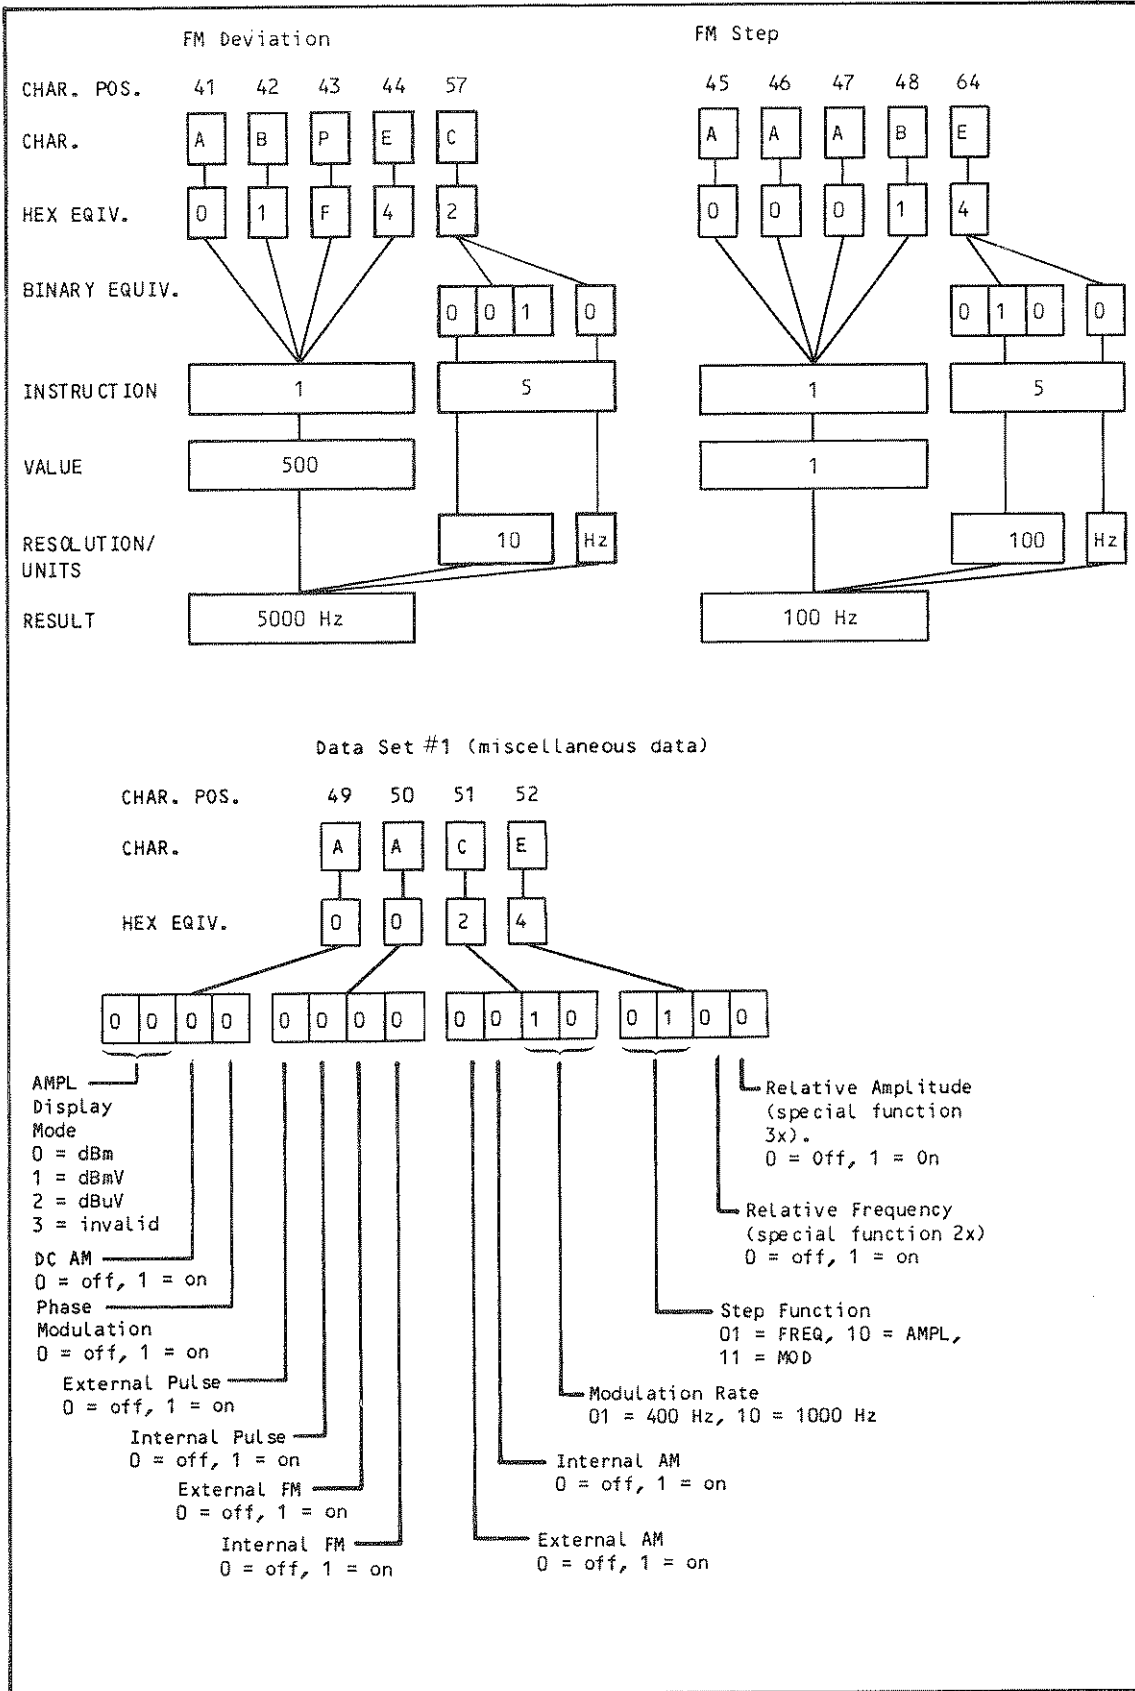 FM Deviation
CHAR. POS. 41 42 43 44 57
CHAR. A B P E C
HEX EQIV. 0 1 F 4 2
BINARY EQUIV. 0 0 1 0
INSTRUCTION 1 5
VALUE 500
RESOLUTION/ 10 Hz
UNITS
RESULT 5000 Hz
FM Step
45 46 47 48 64
A A A B E
0 0 0 1 4
0 1 0 0
1 5
1
100 Hz
100 Hz
Data Set #1 (miscellaneous data)
CHAR. POS. 49 50 51 52
CHAR. A A C E
HEX EQIV. 0 0 2 4
0 0 0 0 0 0 0 0 0 0 1 0 0 1 0 0
AMPL
Display
Mode
0 = dBm
1 = dBmV
2 = dBuV
3 = invalid
DC AM
0 = off, 1 = on
Phase
Modulation
0 = off, 1 = on
External Pulse
0 = off, 1 = on
Internal Pulse
0 = off, 1 = on
External FM
0 = off, 1 = on
Internal FM
0 = off, 1 = on
Relative Amplitude
(special function
3x).
0 = Off, 1 = On
Relative Frequency
(special function 2x)
0 = off, 1 = on
Step Function
01 = FREQ, 10 = AMPL,
11 = MOD
Modulation Rate
01 = 400 Hz, 10 = 1000 Hz
Internal AM
0 = off, 1 = on
External AM
0 = off, 1 = on